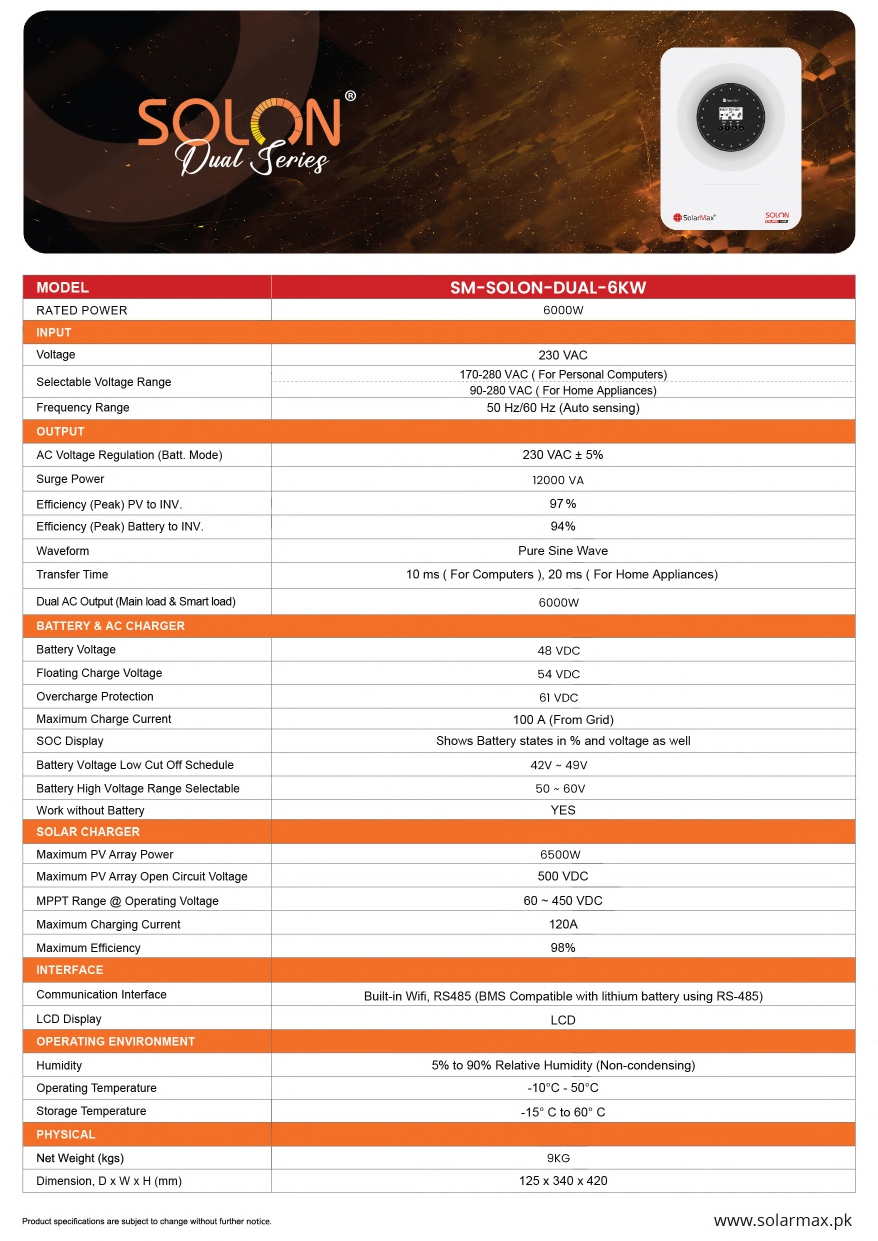 SOLON®
Dual Series
SolarMax
SOLON
MODEL SM-SOLON-DUAL-6KW
RATED POWER 6000W
INPUT
Voltage 230 VAC
Selectable Voltage Range 170-280 VAC ( For Personal Computers)
90-280 VAC ( For Home Appliances)
Frequency Range 50 Hz/60 Hz (Auto sensing)
OUTPUT
AC Voltage Regulation (Batt. Mode) 230 VAC ± 5%
Surge Power 12000 VA
Efficiency (Peak) PV to INV. 97 %
Efficiency (Peak) Battery to INV. 94%
Waveform Pure Sine Wave
Transfer Time 10 ms ( For Computers ), 20 ms ( For Home Appliances)
Dual AC Output (Main load & Smart load) 6000W
BATTERY & AC CHARGER
Battery Voltage 48 VDC
Floating Charge Voltage 54 VDC
Overcharge Protection 61 VDC
Maximum Charge Current 100 A (From Grid)
SOC Display Shows Battery states in % and voltage as well
Battery Voltage Low Cut Off Schedule 42V ~ 49V
Battery High Voltage Range Selectable 50 ~ 60V
Work without Battery YES
SOLAR CHARGER
Maximum PV Array Power 6500W
Maximum PV Array Open Circuit Voltage 500 VDC
MPPT Range @ Operating Voltage 60 ~ 450 VDC
Maximum Charging Current 120A
Maximum Efficiency 98%
INTERFACE
Communication Interface Built-in Wifi, RS485 (BMS Compatible with lithium battery using RS-485)
LCD Display LCD
OPERATING ENVIRONMENT
Humidity 5% to 90% Relative Humidity (Non-condensing)
Operating Temperature -10°C - 50°C
Storage Temperature -15° C to 60° C
PHYSICAL
Net Weight (kgs) 9KG
Dimension, D x W x H (mm) 125 x 340 x 420
Product specifications are subject to change without further notice.
www.solarmax.pk